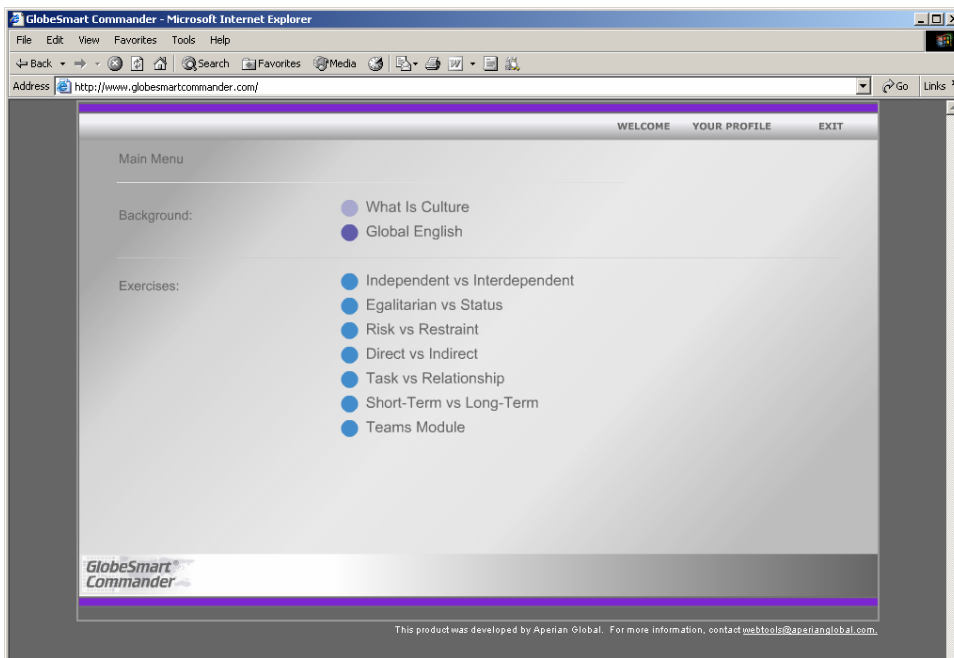 GlobeSmart Commander - Microsoft Internet Explorer
File Edit View Favorites Tools Help
Back Search Favorites Media
Address http://www.globesmartcommander.com/ Go Links
WELCOME YOUR PROFILE EXIT
Main Menu
Background:
What Is Culture
Global English
Exercises:
Independent vs Interdependent
Egalitarian vs Status
Risk vs Restraint
Direct vs Indirect
Task vs Relationship
Short-Term vs Long-Term
Teams Module
GlobeSmart
Commander
This product was developed by Aperian Global. For more information, contact webtools@aperianglobal.com.